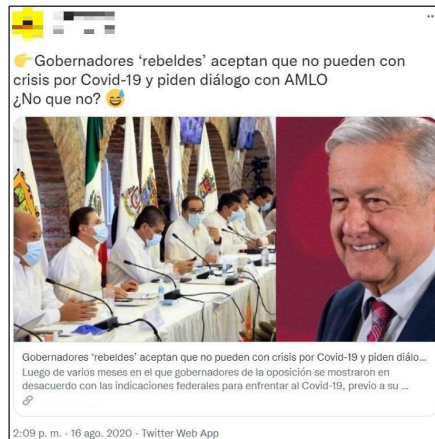 Gobernadores ‘rebeldes’ aceptan que no pueden con
crisis por Covid-19 y piden diálogo con AMLO
¿No que no?
Gobernadores ‘rebeldes’ aceptan que no pueden con crisis por Covid-19 y piden diálo...
Luego de varios meses en el que gobernadores de la oposición se mostraron en
desacuerdo con las indicaciones federales para enfrentar al Covid-19, previo a su ...
2:09 p. m. · 16 ago. 2020 · Twitter Web App